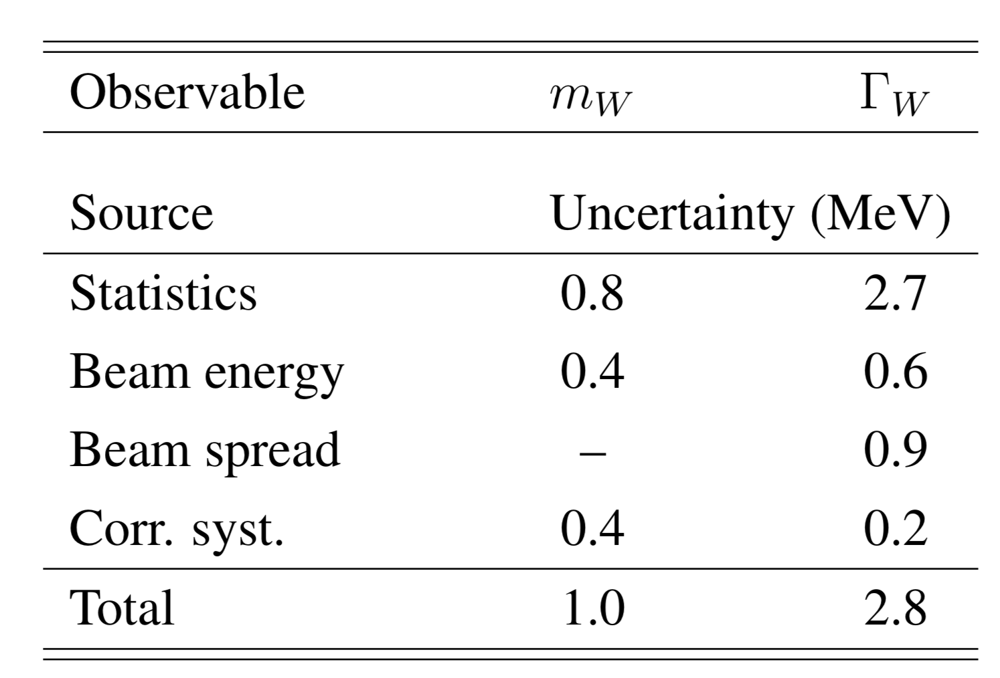 Observable m_W Γ_W
Source Uncertainty (MeV)
Statistics 0.8 2.7
Beam energy 0.4 0.6
Beam spread – 0.9
Corr. syst. 0.4 0.2
Total 1.0 2.8